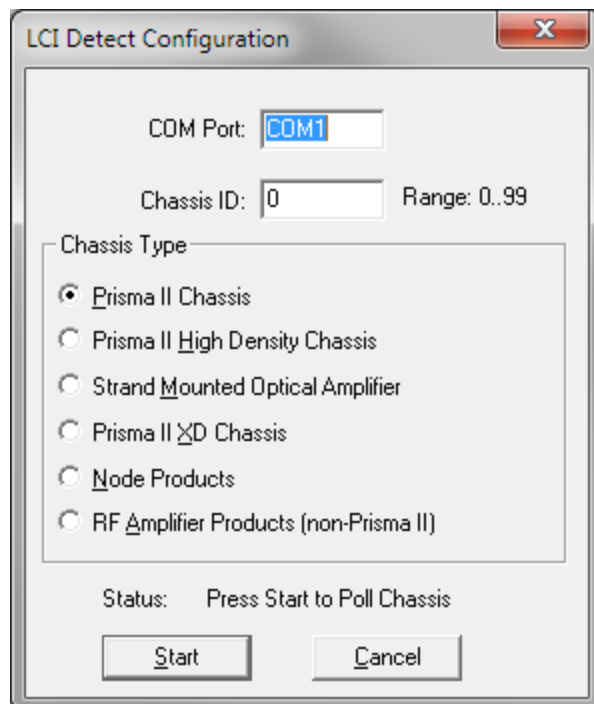 LCI Detect Configuration
COM Port: COM1
Chassis ID: 0 Range: 0..99
Chassis Type
Prisma II Chassis
Prisma II High Density Chassis
Strand Mounted Optical Amplifier
Prisma II XD Chassis
Node Products
RF Amplifier Products (non-Prisma II)
Status: Press Start to Poll Chassis
Start Cancel